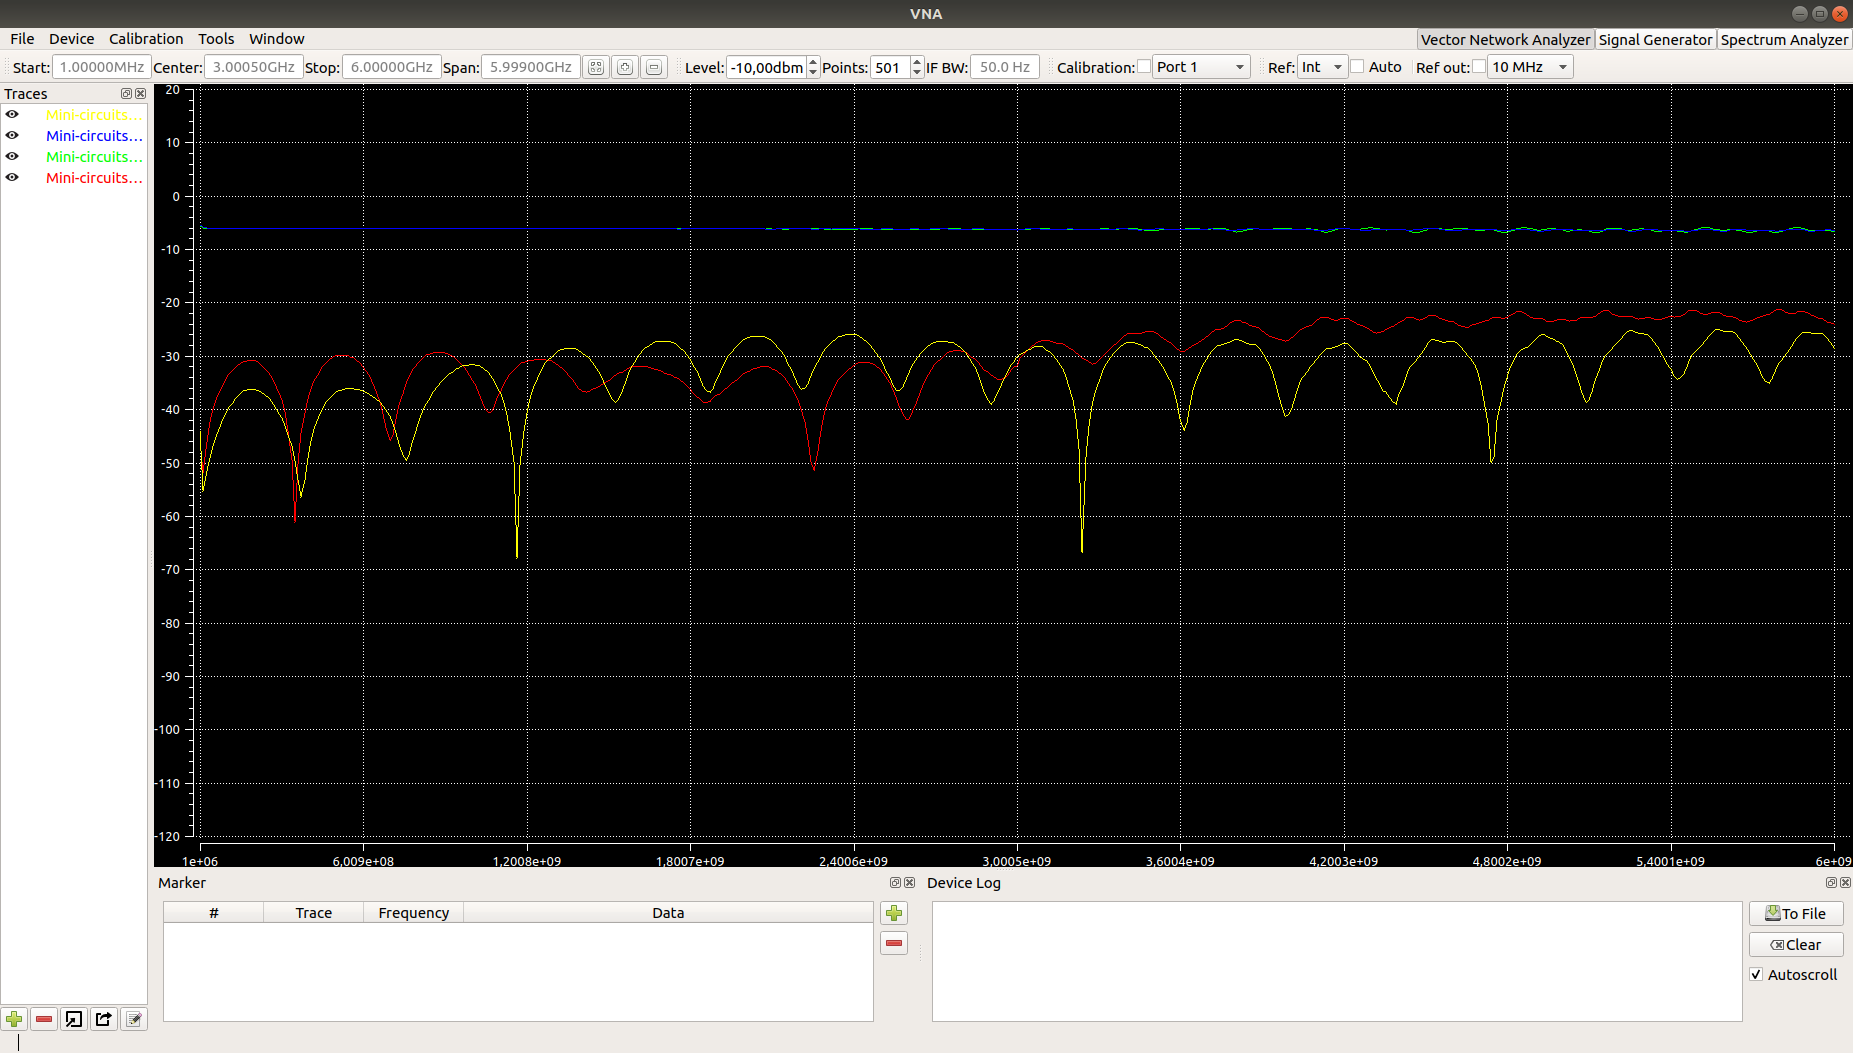 VNA
File Device Calibration Tools Window
Vector Network Analyzer Signal Generator Spectrum Analyzer
Start: 1.00000MHz Center: 3.00050GHz Stop: 6.00000GHz Span: 5.99900GHz Level: -10,00dbm Points: 501 IF BW: 50.0 Hz Calibration: Port 1 Ref: Int Auto Ref out: 10 MHz
Traces
Mini-circuits...
Mini-circuits...
Mini-circuits...
Mini-circuits...
20
10
0
-10
-20
-30
-40
-50
-60
-70
-80
-90
-100
-110
-120
1e+06 6,009e+08 1,2008e+09 1,8007e+09 2,4006e+09 3,0005e+09 3,6004e+09 4,2003e+09 4,8002e+09 5,4001e+09 6e+09
Marker
# Trace Frequency Data
Device Log
To File
Clear
Autoscroll